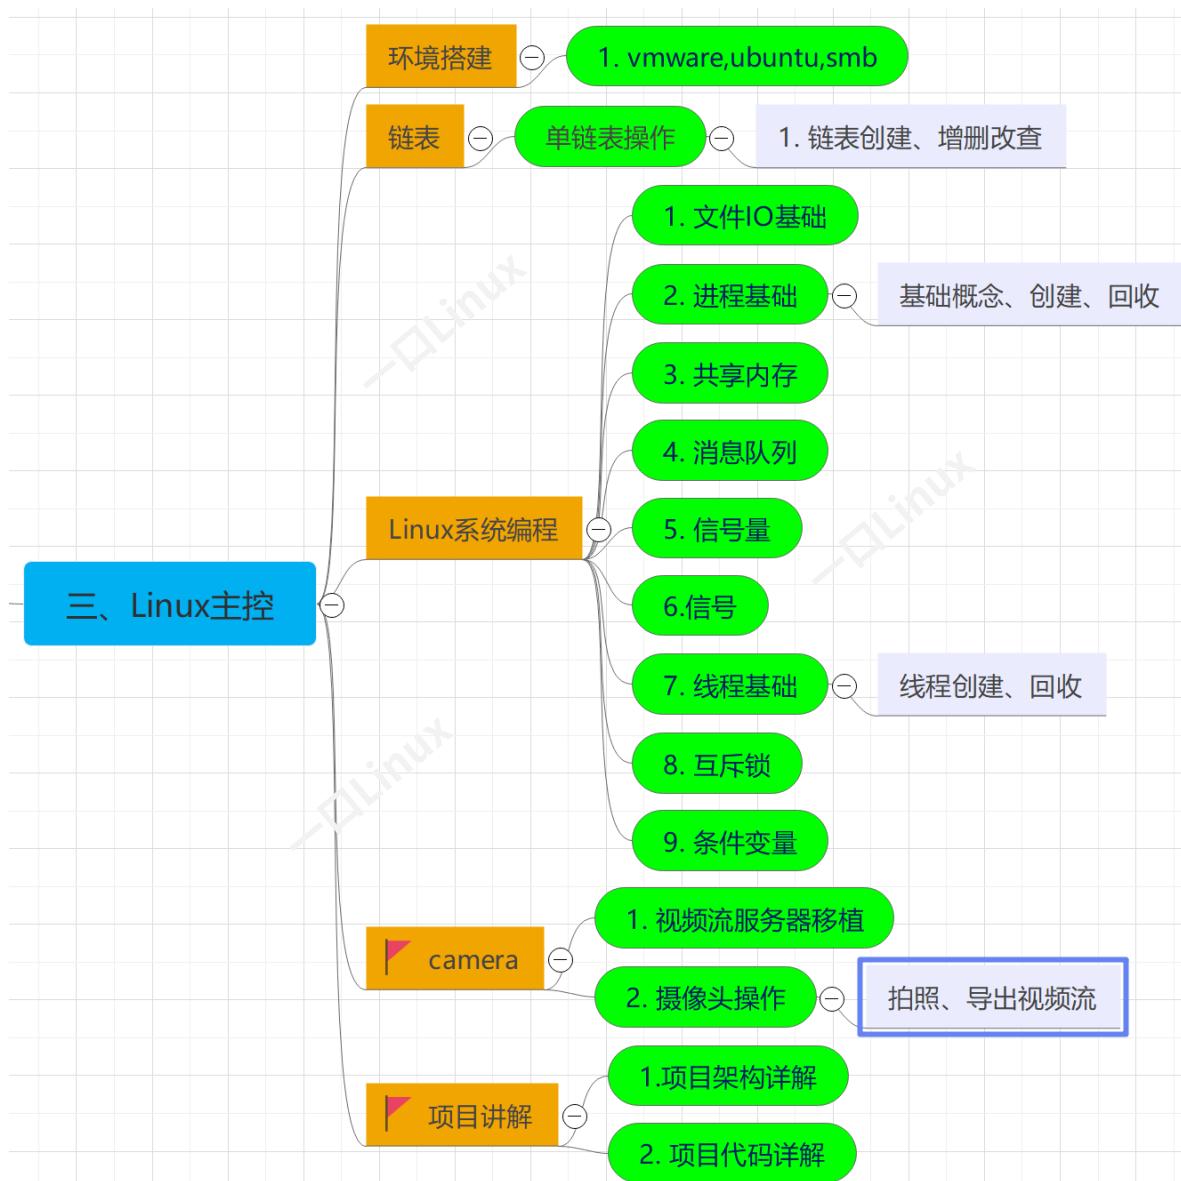 环境搭建
1. vmware,ubuntu,smb
链表
单链表操作
1. 链表创建、增删改查
1. 文件IO基础
2. 进程基础
基础概念、创建、回收
3. 共享内存
4. 消息队列
Linux系统编程
5. 信号量
三、Linux主控
6.信号
7. 线程基础
线程创建、回收
8. 互斥锁
9. 条件变量
camera
1. 视频流服务器移植
2. 摄像头操作
拍照、导出视频流
项目讲解
1.项目架构详解
2. 项目代码详解
一口Linux
一口Linux
一口Linux